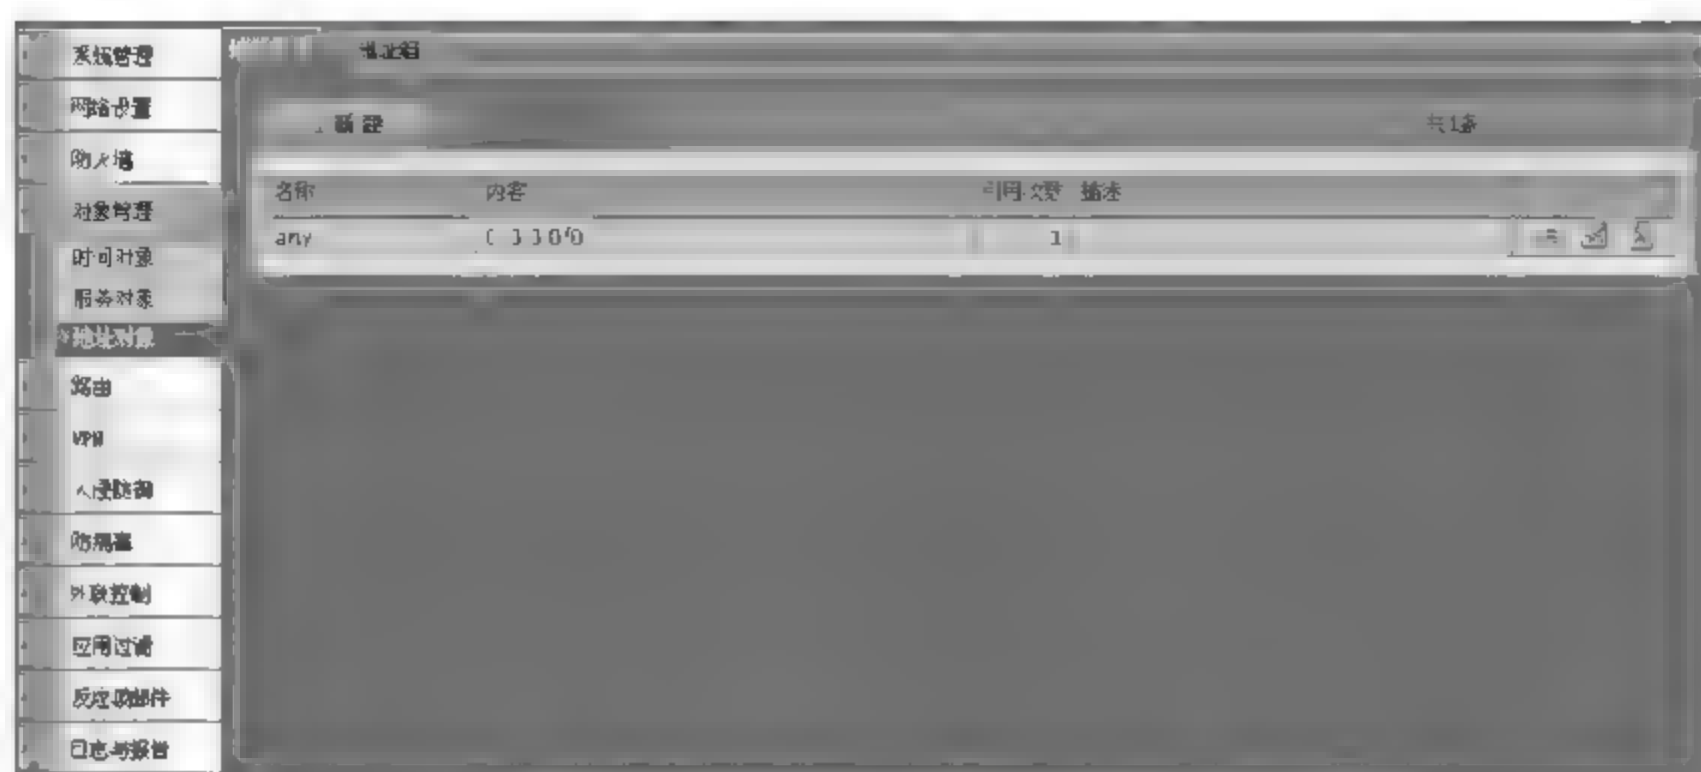 系统管理
网络设置
防火墙
对象管理
时间对象
服务对象
地址对象
路由
VPN
入侵防御
防病毒
外联控制
应用过滤
反垃圾邮件
日志与报告
地址组
新建
共1条
名称 内容 引用次数 描述
any 1